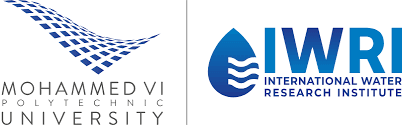 MOHAMMED VI
POLYTECHNIC
UNIVERSITY
IWRI
INTERNATIONAL WATER
RESEARCH INSTITUTE